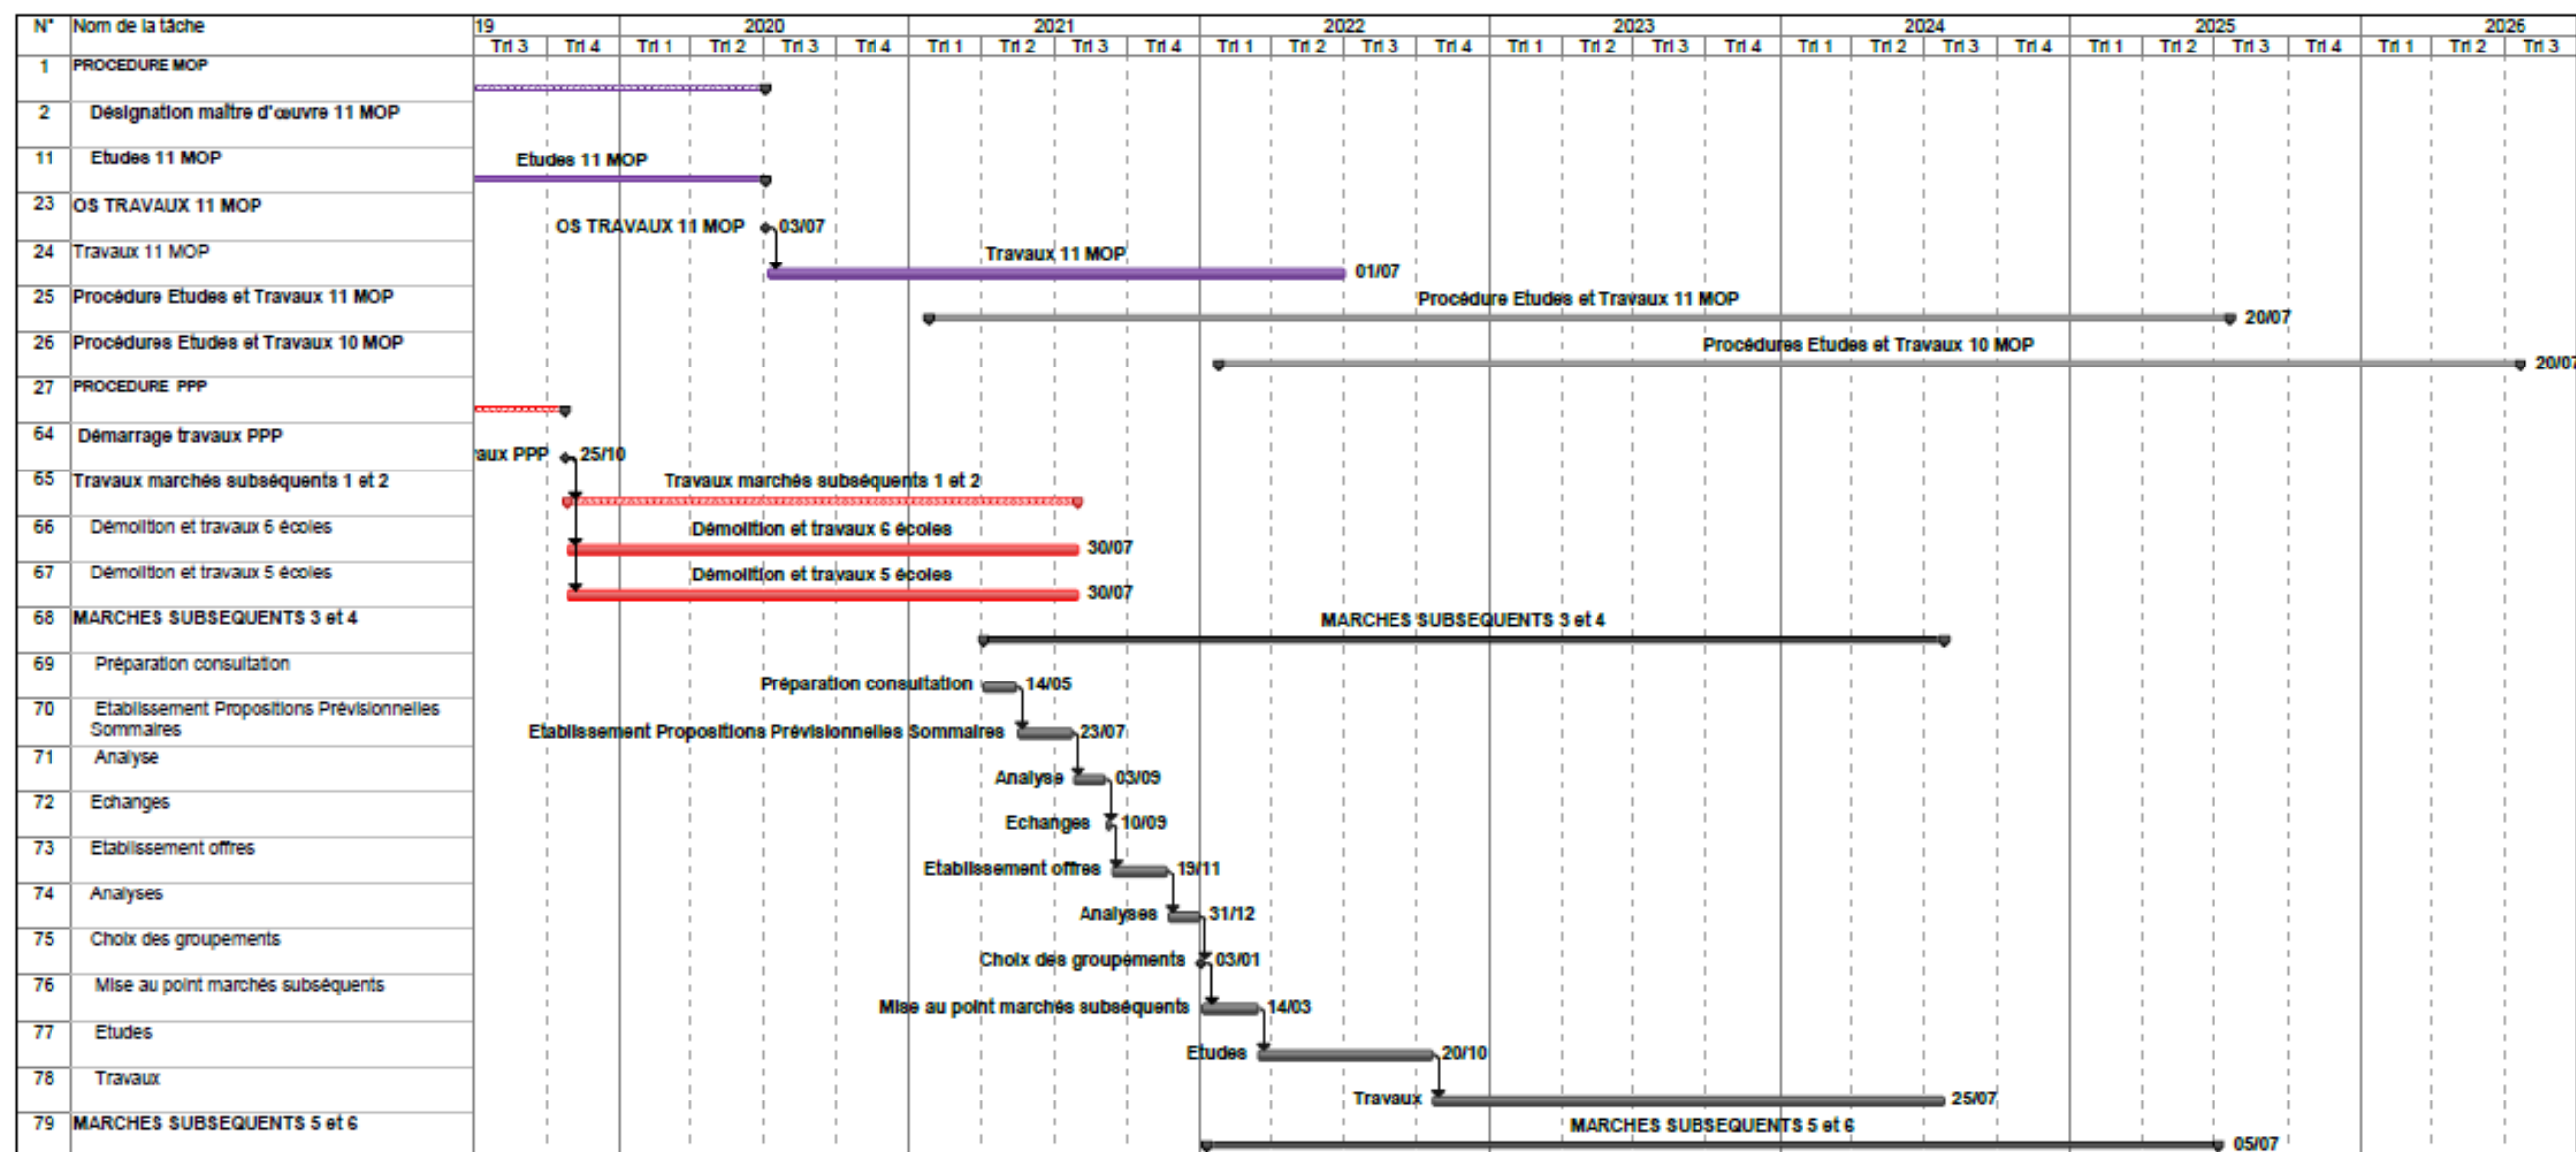 N° Nom de la tâche 19 2020 2021 2022 2023 2024 2025 2026
Tri 3 Tri 4 Tri 1 Tri 2 Tri 3 Tri 4 Tri 1 Tri 2 Tri 3 Tri 4 Tri 1 Tri 2 Tri 3 Tri 4 Tri 1 Tri 2 Tri 3 Tri 4 Tri 1 Tri 2 Tri 3 Tri 4 Tri 1 Tri 2 Tri 3 Tri 4 Tri 1 Tri 2 Tri 3
1 PROCEDURE MOP
2 Désignation maître d'œuvre 11 MOP
11 Etudes 11 MOP
Etudes 11 MOP
23 OS TRAVAUX 11 MOP
OS TRAVAUX 11 MOP 03/07
24 Travaux 11 MOP
Travaux 11 MOP
01/07
25 Procédure Etudes et Travaux 11 MOP
Procédure Etudes et Travaux 11 MOP
20/07
26 Procédures Etudes et Travaux 10 MOP
Procédures Etudes et Travaux 10 MOP
20/07
27 PROCEDURE PPP
64 Démarrage travaux PPP
vaux PPP 25/10
65 Travaux marchés subséquents 1 et 2
Travaux marchés subséquents 1 et 2
66 Démolition et travaux 6 écoles
Démolition et travaux 6 écoles
30/07
67 Démolition et travaux 5 écoles
Démolition et travaux 5 écoles
30/07
68 MARCHES SUBSEQUENTS 3 et 4
MARCHES SUBSEQUENTS 3 et 4
69 Préparation consultation
Préparation consultation 14/05
70 Etablissement Propositions Prévisionnelles
Sommaires
Etablissement Propositions Prévisionnelles Sommaires 23/07
71 Analyse
Analyse 03/09
72 Echanges
Echanges 10/09
73 Etablissement offres
Etablissement offres 19/11
74 Analyses
Analyses 31/12
75 Choix des groupements
Choix des groupements 03/01
76 Mise au point marchés subséquents
Mise au point marchés subséquents 14/03
77 Etudes
Etudes 20/10
78 Travaux
Travaux 25/07
79 MARCHES SUBSEQUENTS 5 et 6
MARCHES SUBSEQUENTS 5 et 6
05/07